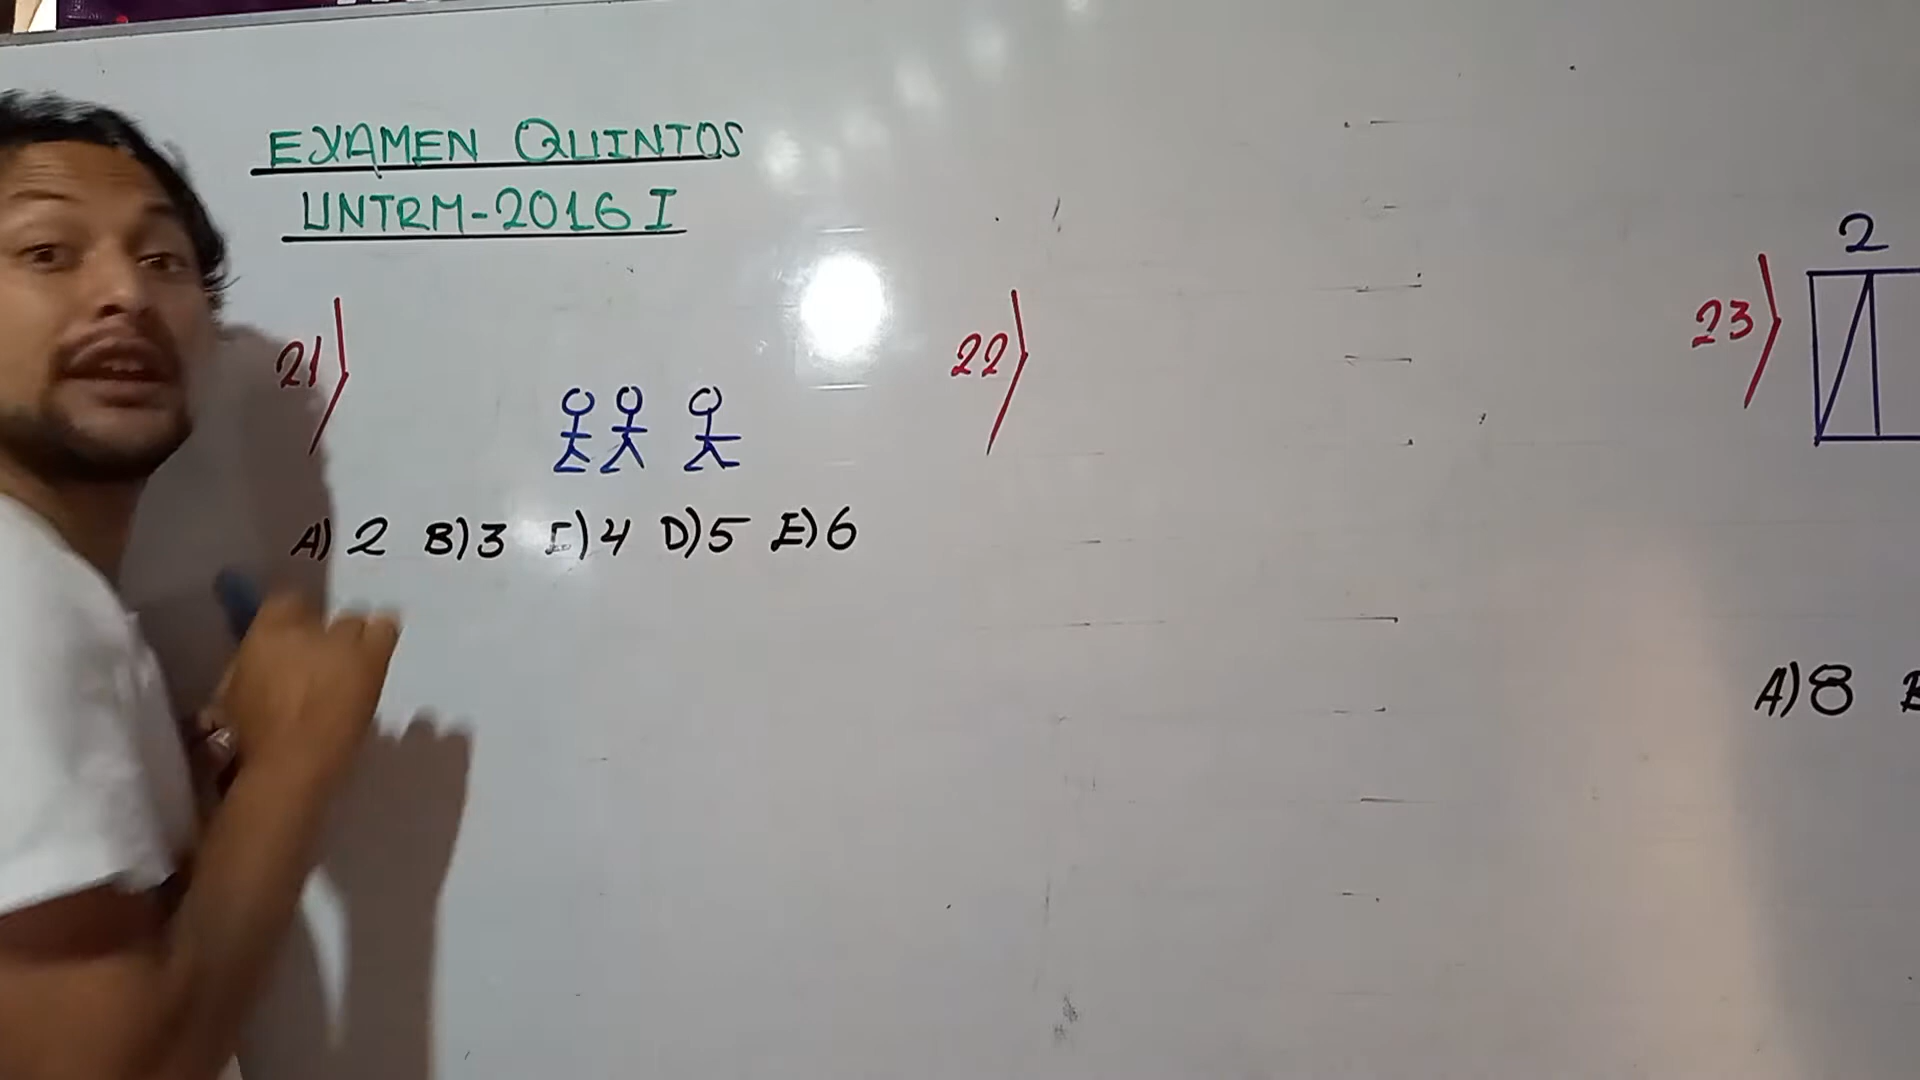 EXAMEN QUINTOS
UNTRM-2016 I
21)
22)
23)
2
A) 2 B) 3 C) 4 D) 5 E) 6
A) 8